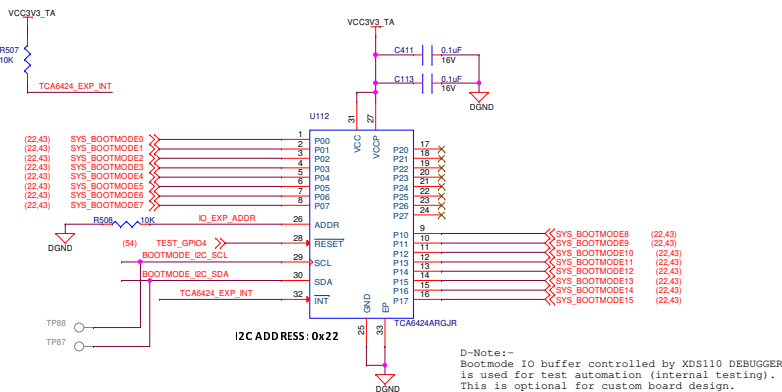 VCC3V3_TA
R507
10K
TCA6424_EXP_INT
VCC3V3_TA
C411 0.1uF
16V
C113 0.1uF
16V
DGND
U112
31 27
VCC VCCP
(22,43) SYS_BOOTMODE0 1 P00
(22,43) SYS_BOOTMODE1 2 P01
(22,43) SYS_BOOTMODE2 3 P02
(22,43) SYS_BOOTMODE3 4 P03
(22,43) SYS_BOOTMODE4 5 P04
(22,43) SYS_BOOTMODE5 6 P05
(22,43) SYS_BOOTMODE6 7 P06
(22,43) SYS_BOOTMODE7 8 P07
P20 17
P21 18
P22 19
P23 20
P24 21
P25 22
P26 23
P27 24
R508 10K IO_EXP_ADDR 26 ADDR
DGND
(54) TEST_GPIO4 28 RESET
BOOTMODE_I2C_SCL 29 SCL
BOOTMODE_I2C_SDA 30 SDA
TCA6424_EXP_INT 32 INT
P10 9 SYS_BOOTMODE8 (22,43)
P11 10 SYS_BOOTMODE9 (22,43)
P12 11 SYS_BOOTMODE10 (22,43)
P13 12 SYS_BOOTMODE11 (22,43)
P14 13 SYS_BOOTMODE12 (22,43)
P15 14 SYS_BOOTMODE13 (22,43)
P16 15 SYS_BOOTMODE14 (22,43)
P17 16 SYS_BOOTMODE15 (22,43)
GND EP
25 33
TCA6424ARGJR
TP88
TP87
I2C ADDRESS: 0x22
DGND
D-Note:-
Bootmode IO buffer controlled by XDS110 DEBUGGER
is used for test automation (internal testing).
This is optional for custom board design.